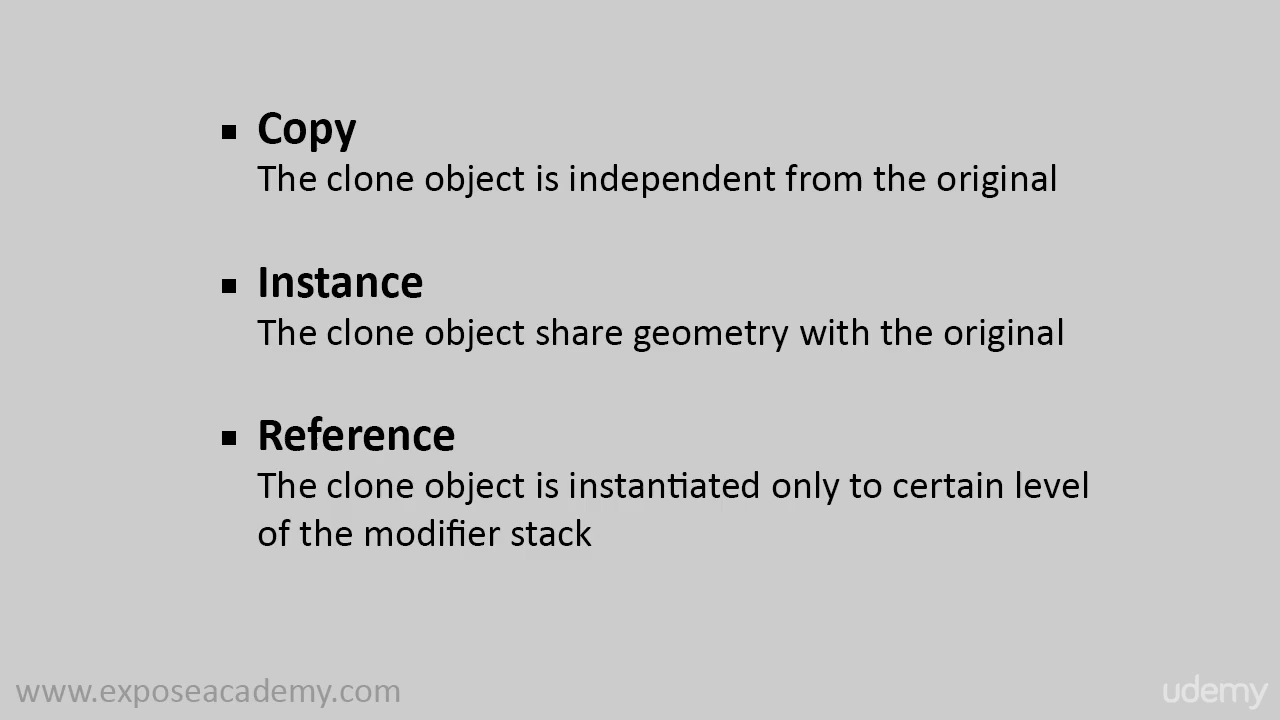 ▪ Copy
The clone object is independent from the original
▪ Instance
The clone object share geometry with the original
▪ Reference
The clone object is instantiated only to certain level
of the modifier stack
www.exposeacademy.com
udemy